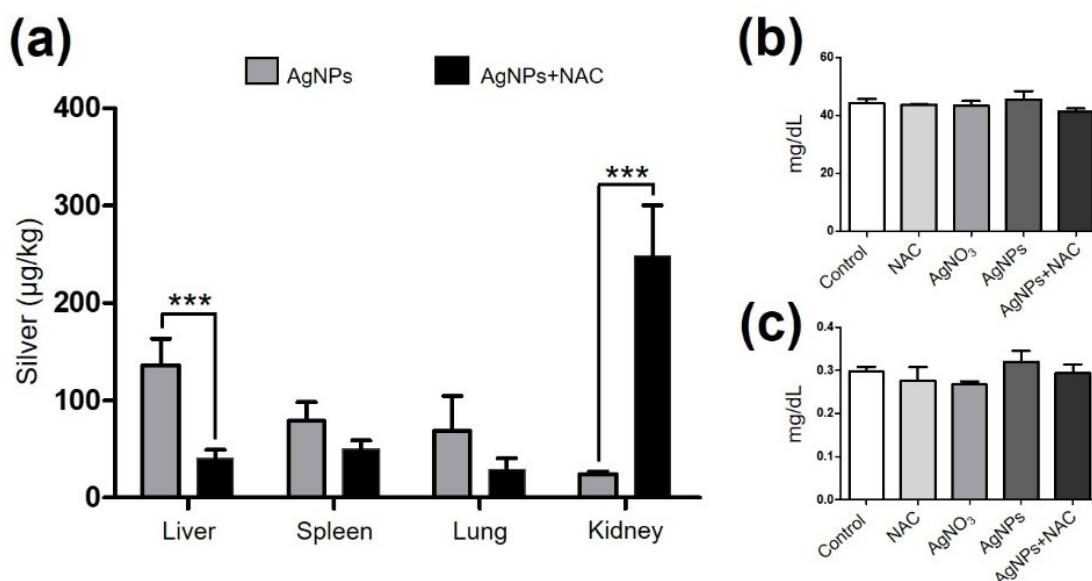 (a)
AgNPs
AgNPs+NAC
Silver (µg/kg)
400
300
200
100
0
***
***
Liver
Spleen
Lung
Kidney
(b)
mg/dL
60
40
20
0
Control
NAC
AgNO₃
AgNPs
AgNPs+NAC
(c)
mg/dL
0.4
0.3
0.2
0.1
0.0
Control
NAC
AgNO₃
AgNPs
AgNPs+NAC